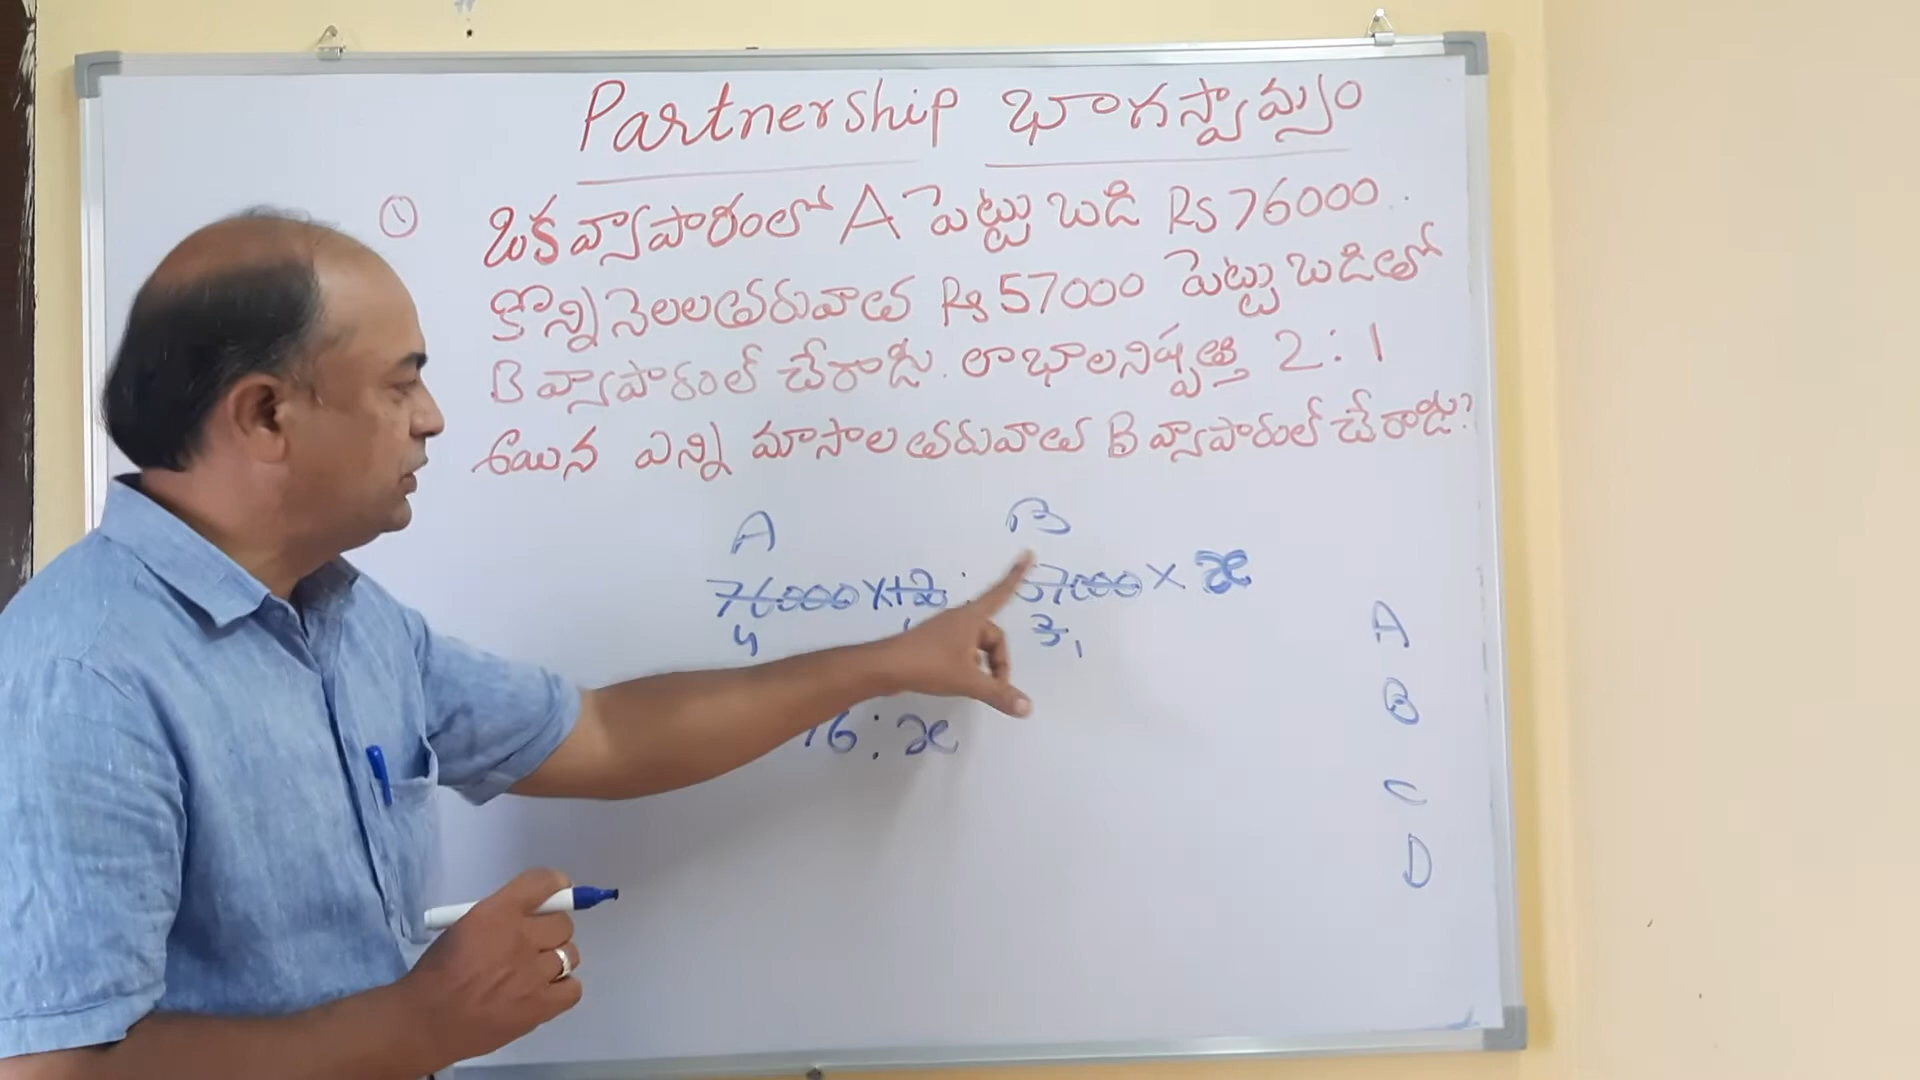 Partnership భాగస్వామ్యం
① ఒక వ్యాపారంలో A పెట్టుబడి Rs 76000.
కొన్ని నెలల తరువాత Rs 57000 పెట్టుబడితో
B వ్యాపారంలో చేరాడు. లాభాల నిష్పత్తి 2:1
అయిన ఎన్ని మాసాల తరువాత B వ్యాపారంలో చేరాడు?
A B
76000 × 12 : 57000 × x
4 3 1
16 : x
A
B
C
D